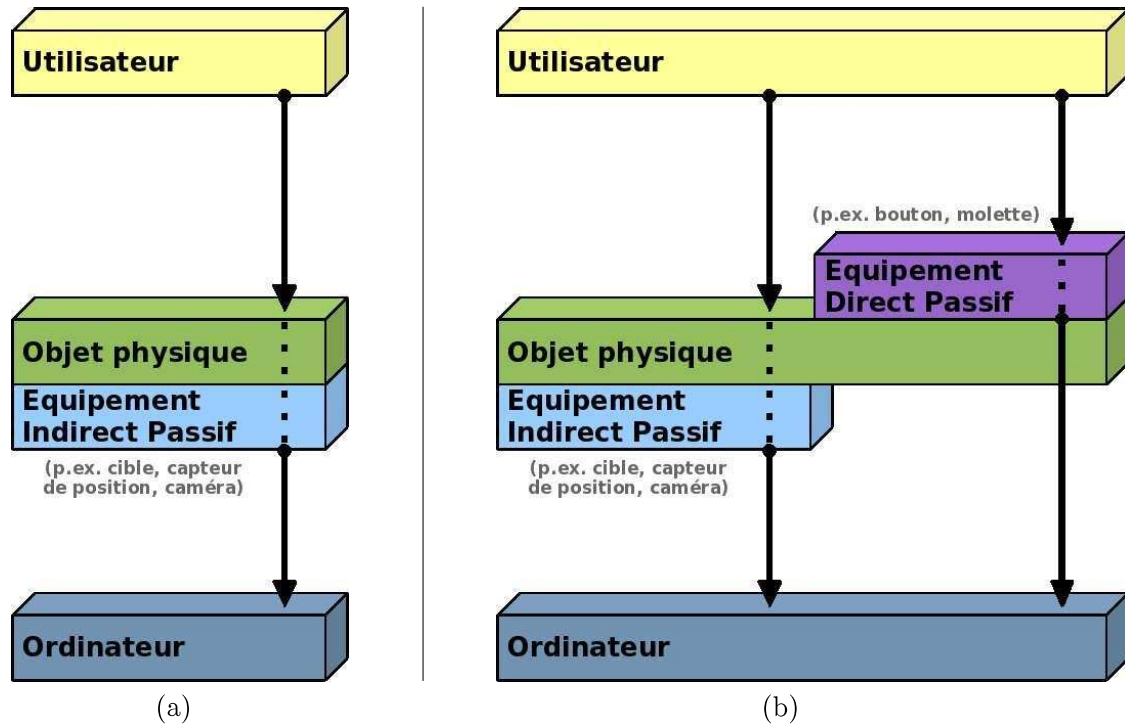 Utilisateur
Objet physique
Equipement
Indirect Passif
(p.ex. cible, capteur
de position, caméra)
Ordinateur
(a)
Utilisateur
(p.ex. bouton, molette)
Equipement
Direct Passif
Objet physique
Equipement
Indirect Passif
(p.ex. cible, capteur
de position, caméra)
Ordinateur
(b)